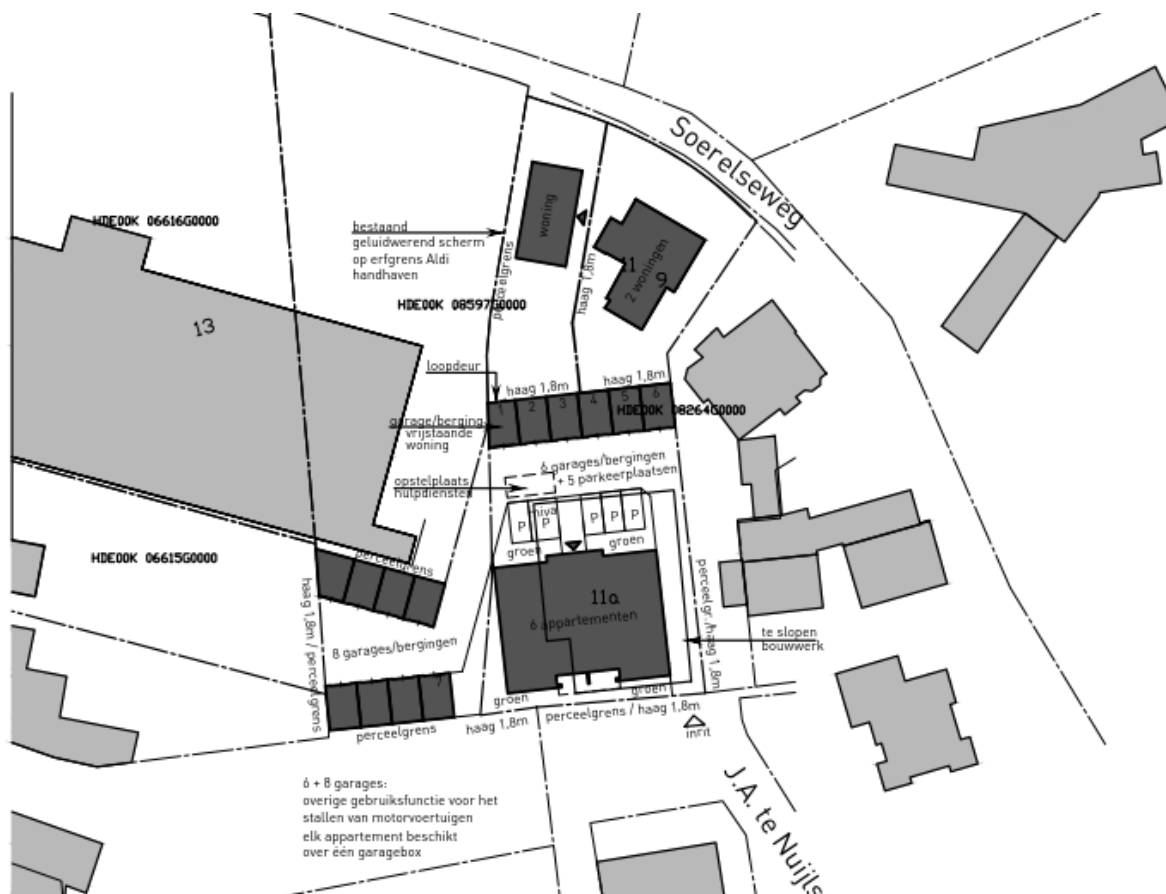 Soerelseweg
HDE00K 06616G0000
woning
bestaand
geluidwerend scherm
op erfgrens Aldi
handhaven
perceelgrens
haag 1,8m
11
9
2 woningen
HDE00K 08597G0000
13
loopdeur
haag 1,8m
haag 1,8m
1 2 3 4 5 6
HDE00K 08264G0000
garage/berging
vrijstaande
woning
6 garages/bergingen
+ 5 parkeerplaatsen
opstelplaats
hulpdiensten
miva
P P P P P
groen
groen
HDE00K 06615G0000
perceelgrens
haag 1,8m / perceelgrens
11a
6 appartementen
perceelgr./haag 1,8m
te slopen
bouwwerk
8 garages/bergingen
7
groen
groen
haag 1,8m
perceelgrens / haag 1,8m
perceelgrens
inrit
J.A. te Nuijls
6 + 8 garages:
overige gebruiksfunctie voor het
stallen van motorvoertuigen
elk appartement beschikt
over één garagebox